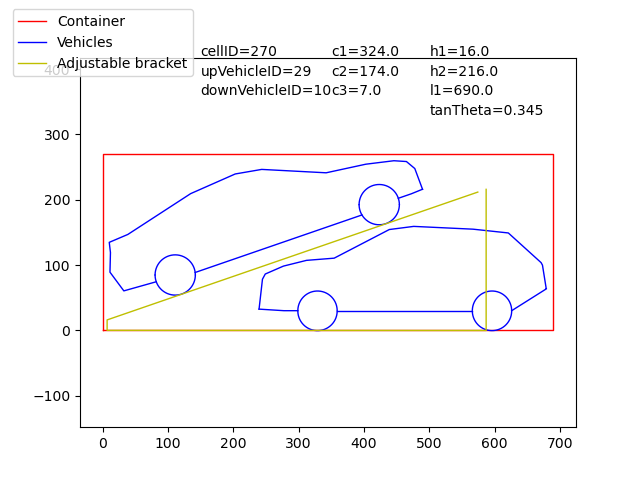 Container
Vehicles
Adjustable bracket
cellID=270
c1=324.0
h1=16.0
upVehicleID=29
c2=174.0
h2=216.0
downVehicleID=10
c3=7.0
l1=690.0
tanTheta=0.345
400
300
200
100
0
−100
0
100
200
300
400
500
600
700